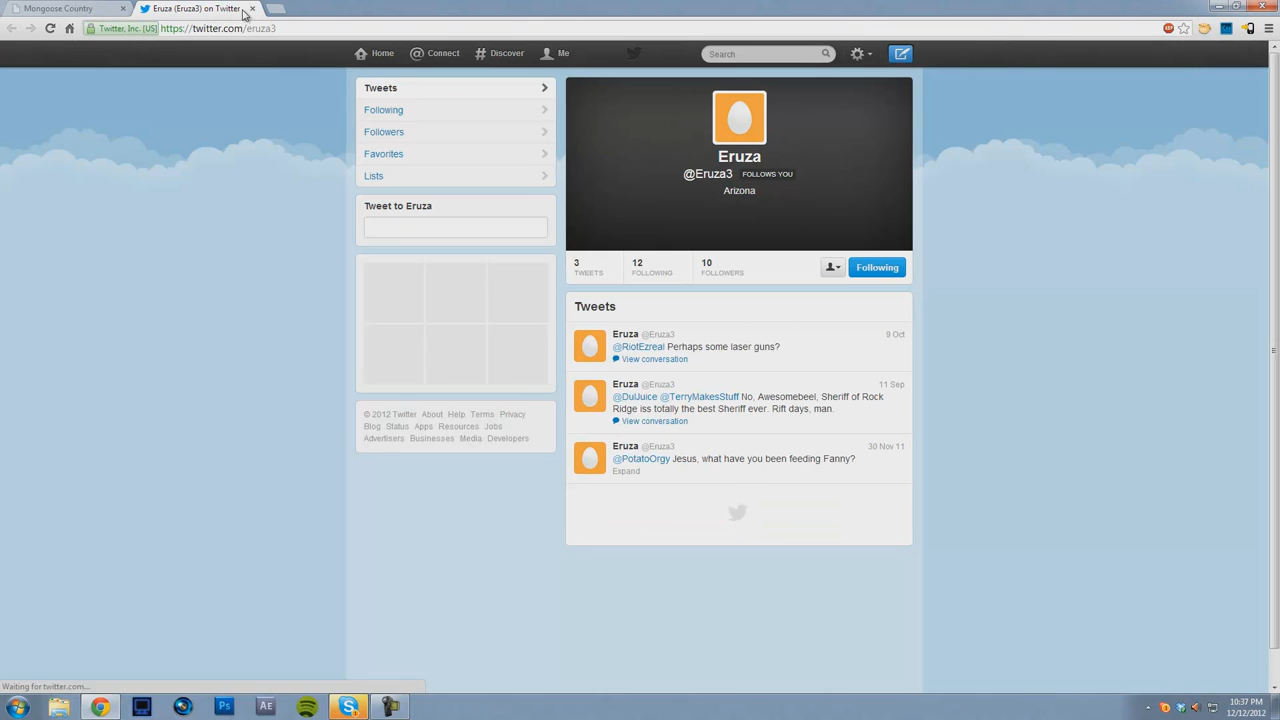 Mongoose Country
Eruza (Eruza3) on Twitter
Twitter, Inc. [US] https://twitter.com/eruza3
Home Connect Discover Me Search
Tweets
Following
Followers
Favorites
Lists
Tweet to Eruza
© 2012 Twitter About Help Terms Privacy
Blog Status Apps Resources Jobs
Advertisers Businesses Media Developers
Eruza
@Eruza3 FOLLOWS YOU
Arizona
3 12 10
TWEETS FOLLOWING FOLLOWERS
Following
Tweets
Eruza @Eruza3 9 Oct
@RiotEzreal Perhaps some laser guns?
View conversation
Eruza @Eruza3 11 Sep
@DulJuice @TerryMakesStuff No, Awesomebeel, Sheriff of Rock
Ridge iss totally the best Sheriff ever. Rift days, man.
View conversation
Eruza @Eruza3 30 Nov 11
@PotatoOrgy Jesus, what have you been feeding Fanny?
Expand
Waiting for twitter.com...
Ps Ae
10:37 PM
12/12/2012